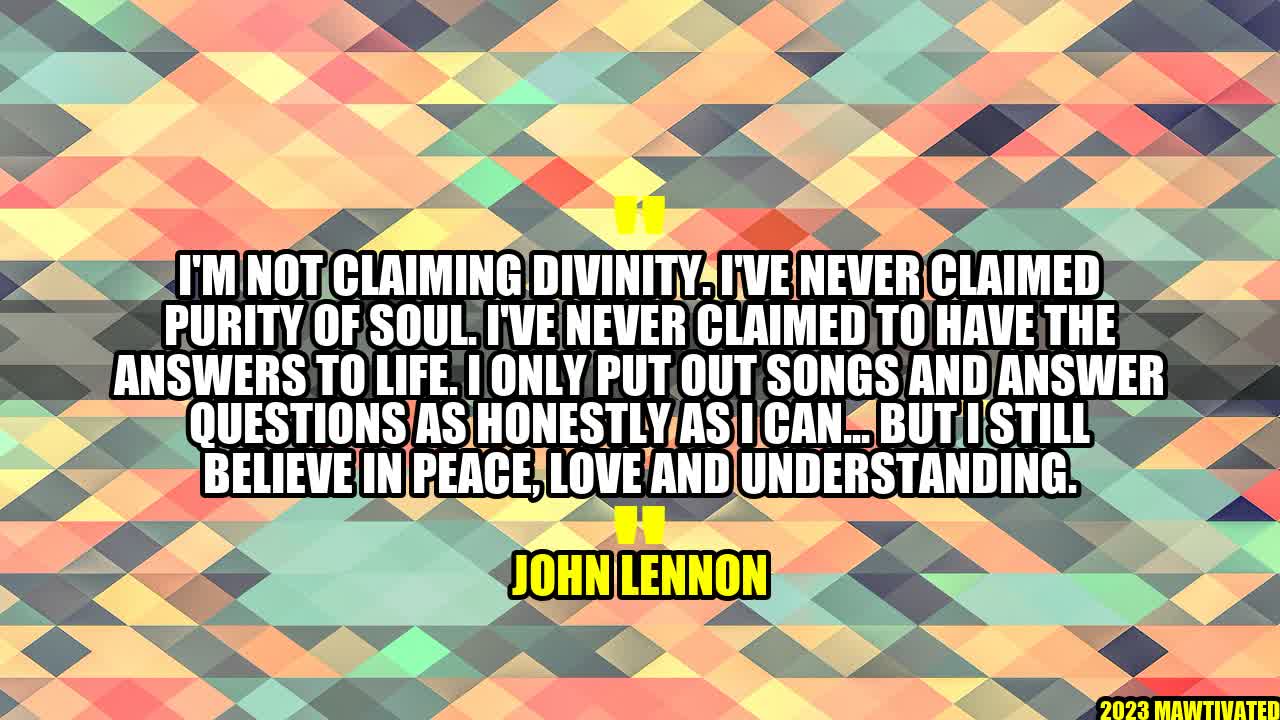 "
I'M NOT CLAIMING DIVINITY. I'VE NEVER CLAIMED
PURITY OF SOUL. I'VE NEVER CLAIMED TO HAVE THE
ANSWERS TO LIFE. I ONLY PUT OUT SONGS AND ANSWER
QUESTIONS AS HONESTLY AS I CAN... BUT I STILL
BELIEVE IN PEACE, LOVE AND UNDERSTANDING.
"
JOHN LENNON
2023 MAWTIVATED